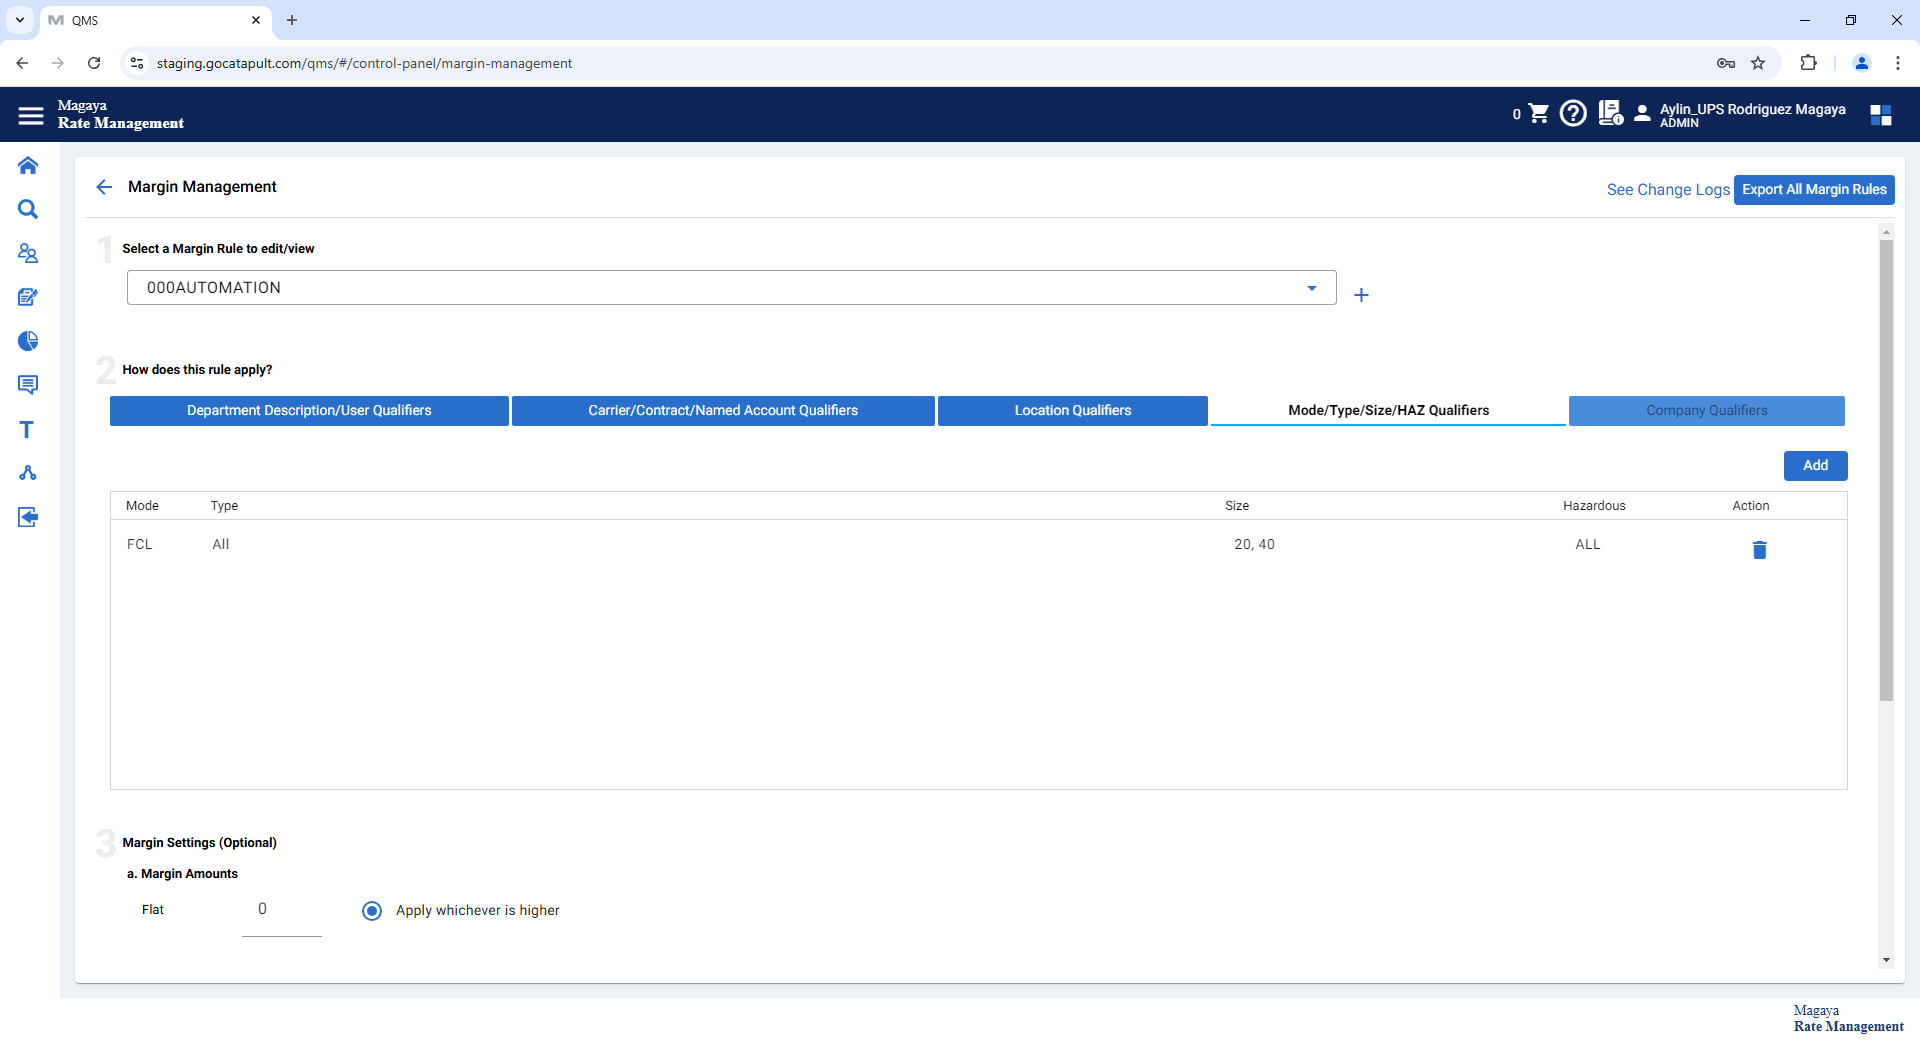 QMS
staging.gocatapult.com/qms/#/control-panel/margin-management
Magaya
Rate Management
0
Aylin_UPS Rodriguez Magaya
ADMIN
Margin Management
See Change Logs
Export All Margin Rules
1
Select a Margin Rule to edit/view
000AUTOMATION
2
How does this rule apply?
Department Description/User Qualifiers
Carrier/Contract/Named Account Qualifiers
Location Qualifiers
Mode/Type/Size/HAZ Qualifiers
Company Qualifiers
Add
Mode Type Size Hazardous Action
FCL All 20, 40 ALL
3
Margin Settings (Optional)
a. Margin Amounts
Flat 0 Apply whichever is higher
Magaya
Rate Management